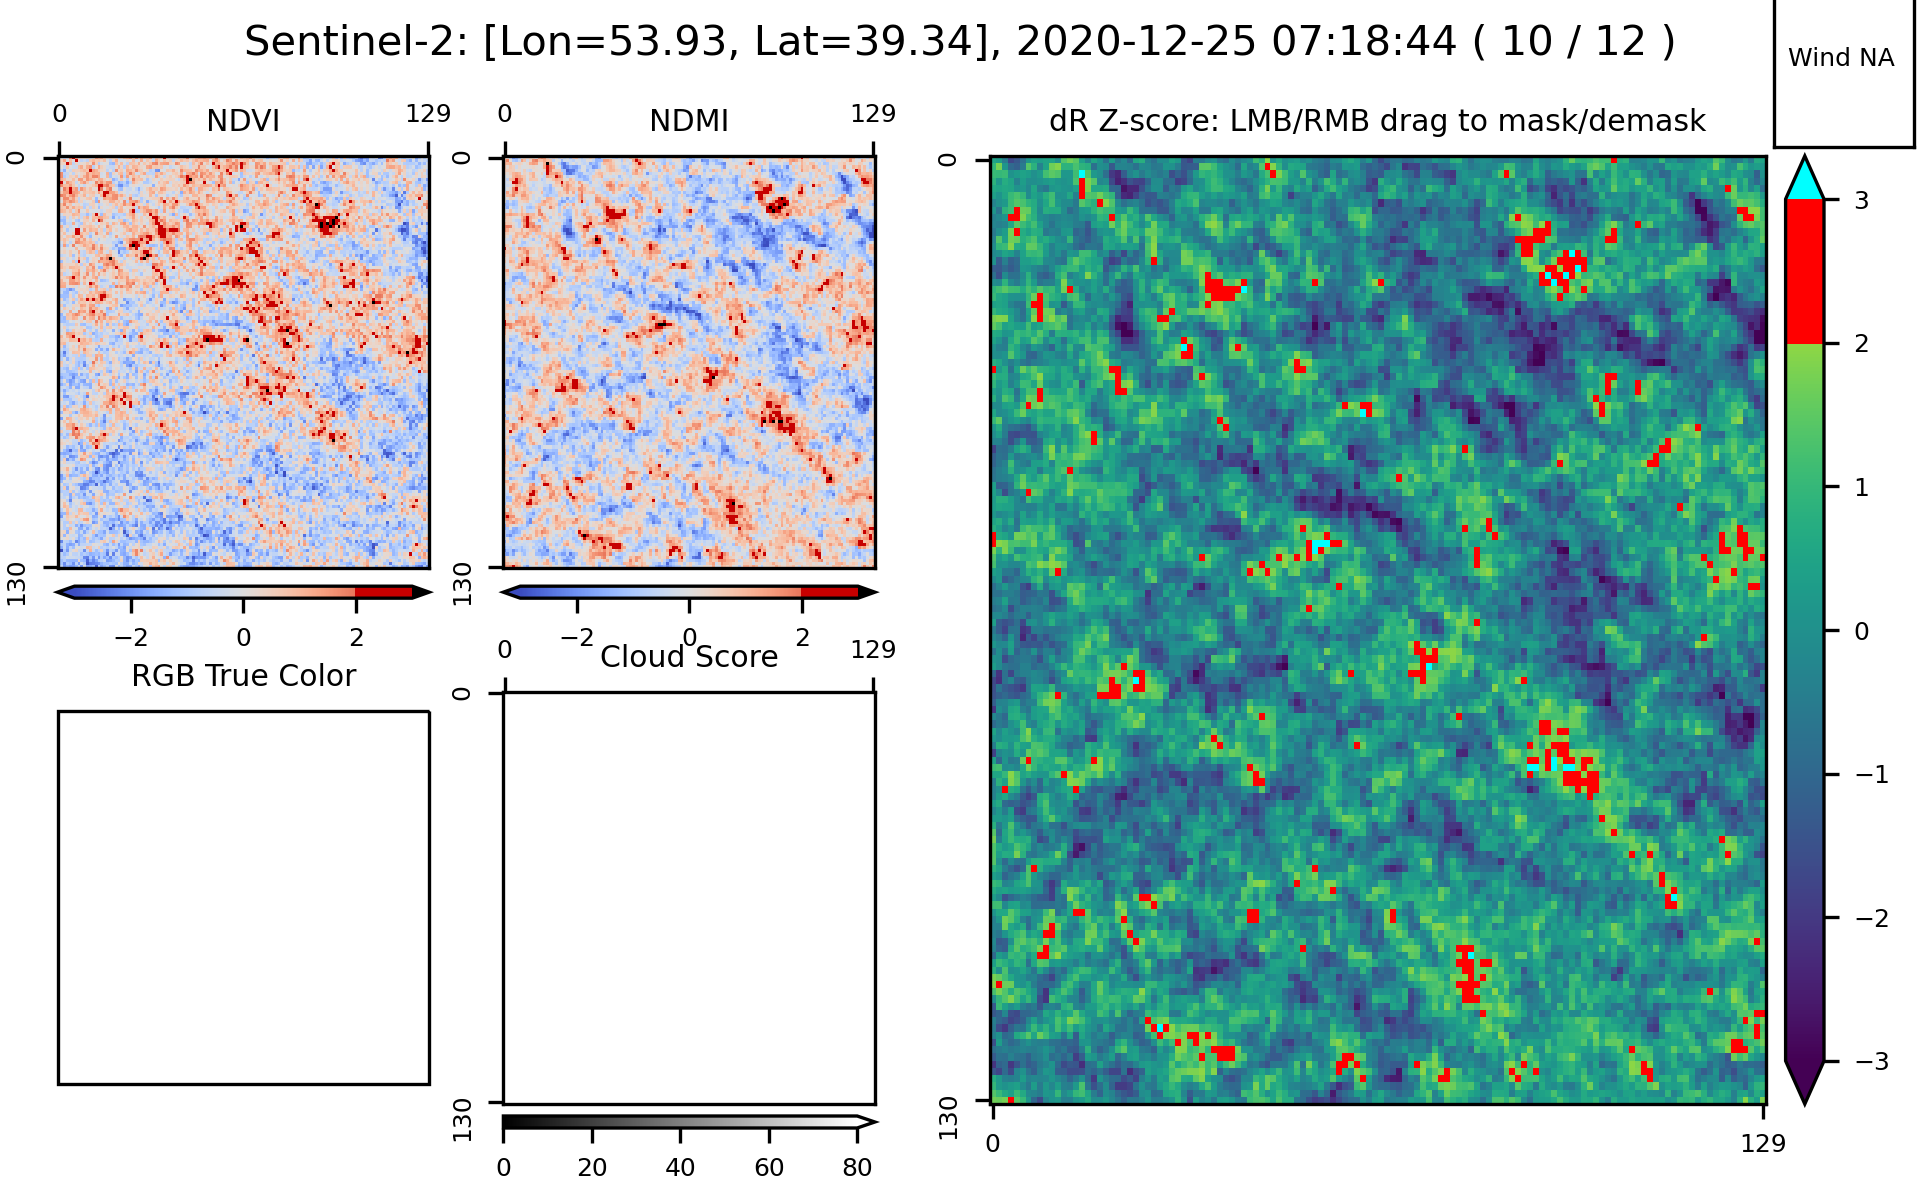 Sentinel-2: [Lon=53.93, Lat=39.34], 2020-12-25 07:18:44 ( 10 / 12 )
Wind NA
0 NDVI 129
0
130
−2 0 2
0 NDMI 129
0
130
−2 0 2
dR Z-score: LMB/RMB drag to mask/demask
0
130
0 129
3
2
1
0
−1
−2
−3
RGB True Color
0 Cloud Score 129
0
130
0 20 40 60 80